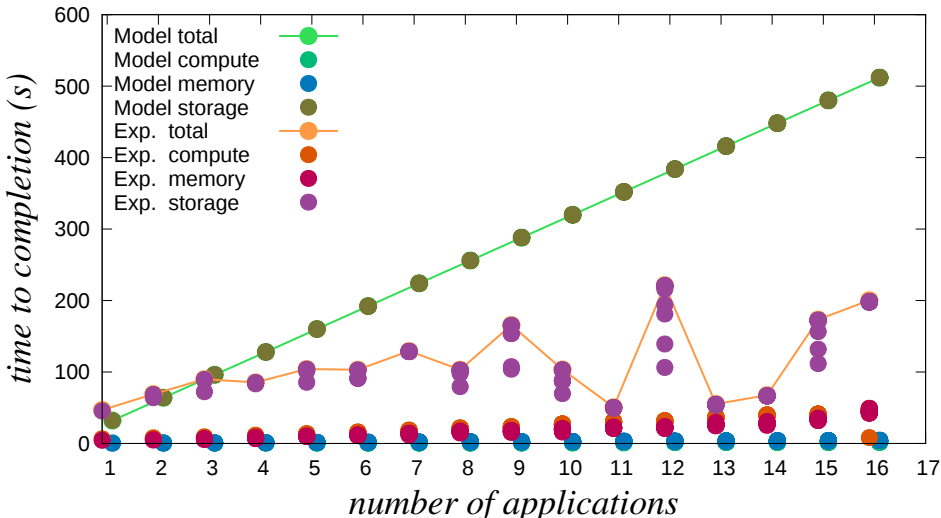 Model total
Model compute
Model memory
Model storage
Exp. total
Exp. compute
Exp. memory
Exp. storage
600
500
400
300
200
100
0
time to completion (s)
1 2 3 4 5 6 7 8 9 10 11 12 13 14 15 16 17
number of applications